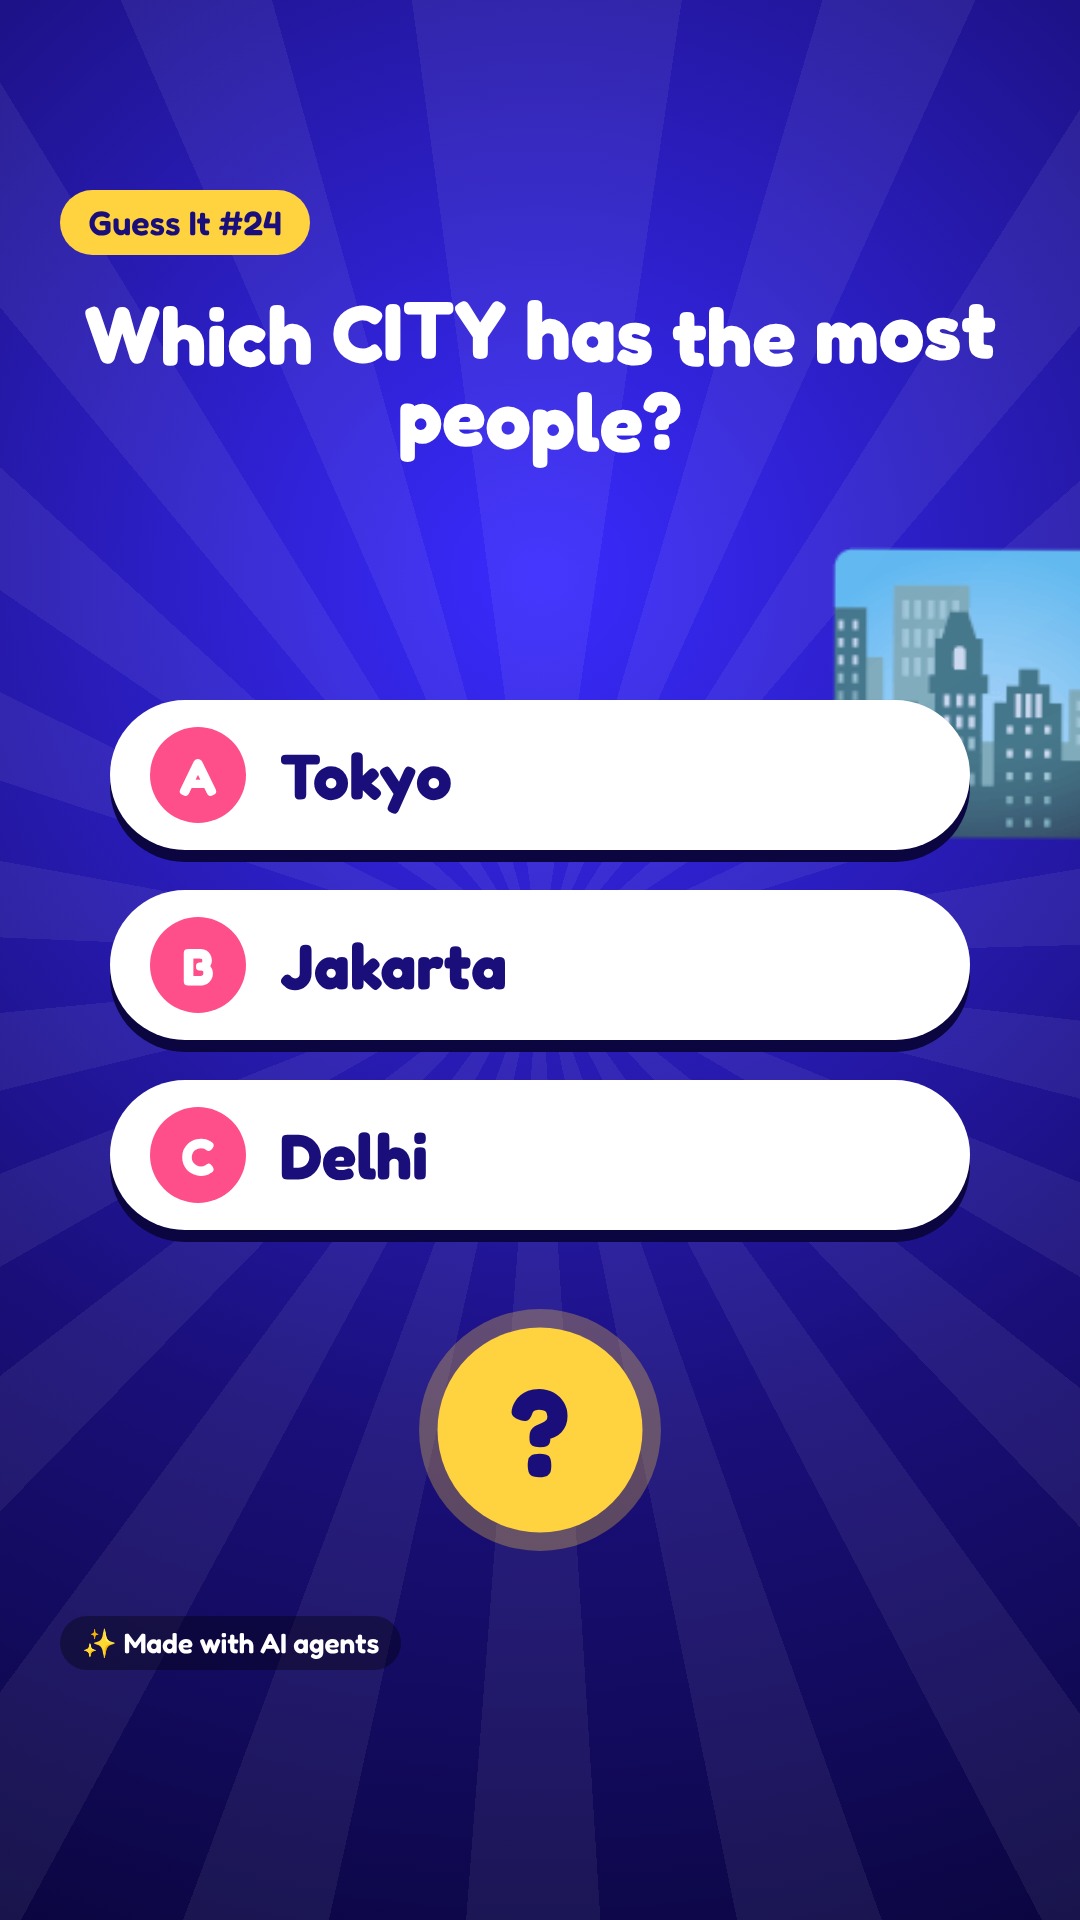 Guess It #24
Which CITY has the most
people?
A Tokyo
B Jakarta
C Delhi
?
✨ Made with AI agents